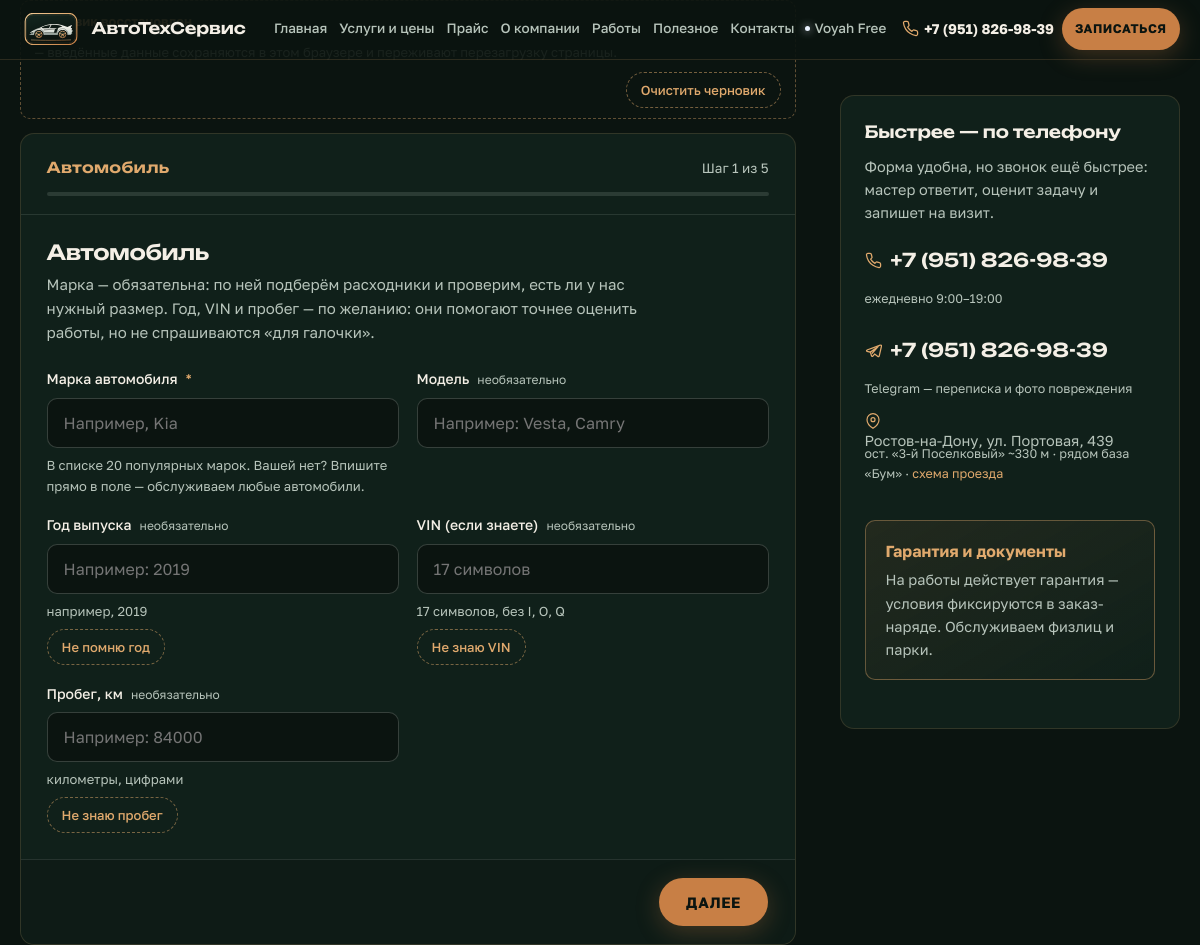 АвтоТехСервис
Главная Услуги и цены Прайс О компании Работы Полезное Контакты Voyah Free
+7 (951) 826-98-39
ЗАПИСАТЬСЯ
— введённые данные сохраняются в этом браузере и переживают перезагрузку страницы.
Очистить черновик
Автомобиль
Шаг 1 из 5
Автомобиль
Марка — обязательна: по ней подберём расходники и проверим, есть ли у нас
нужный размер. Год, VIN и пробег — по желанию: они помогают точнее оценить
работы, но не спрашиваются «для галочки».
Марка автомобиля *
Например, Kia
В списке 20 популярных марок. Вашей нет? Впишите
прямо в поле — обслуживаем любые автомобили.
Модель необязательно
Например: Vesta, Camry
Год выпуска необязательно
Например: 2019
например, 2019
Не помню год
VIN (если знаете) необязательно
17 символов
17 символов, без I, O, Q
Не знаю VIN
Пробег, км необязательно
Например: 84000
километры, цифрами
Не знаю пробег
ДАЛЕЕ
Быстрее — по телефону
Форма удобна, но звонок ещё быстрее:
мастер ответит, оценит задачу и
запишет на визит.
+7 (951) 826-98-39
ежедневно 9:00–19:00
+7 (951) 826-98-39
Telegram — переписка и фото повреждения
Ростов-на-Дону, ул. Портовая, 439
ост. «3-й Поселковый» ~330 м · рядом база
«Бум» · схема проезда
Гарантия и документы
На работы действует гарантия —
условия фиксируются в заказ-
наряде. Обслуживаем физлиц и
парки.